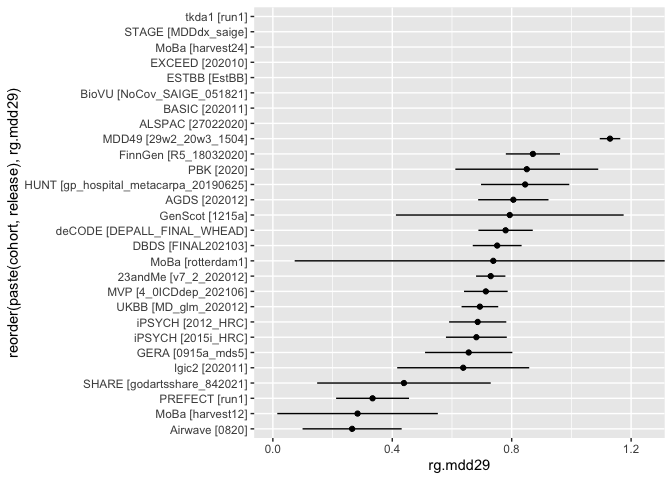 tkda1 [run1]
STAGE [MDDdx_saige]
MoBa [harvest24]
EXCEED [202010]
ESTBB [EstBB]
BioVU [NoCov_SAIGE_051821]
BASIC [202011]
ALSPAC [27022020]
MDD49 [29w2_20w3_1504]
FinnGen [R5_18032020]
PBK [2020]
HUNT [gp_hospital_metacarpa_20190625]
AGDS [202012]
GenScot [1215a]
deCODE [DEPALL_FINAL_WHEAD]
DBDS [FINAL202103]
MoBa [rotterdam1]
23andMe [v7_2_202012]
MVP [4_0ICDdep_202106]
UKBB [MD_glm_202012]
iPSYCH [2012_HRC]
iPSYCH [2015i_HRC]
GERA [0915a_mds5]
lgic2 [202011]
SHARE [godartsshare_842021]
PREFECT [run1]
MoBa [harvest12]
Airwave [0820]
reorder(paste(cohort, release), rg.mdd29)
0.0 0.4 0.8 1.2
rg.mdd29